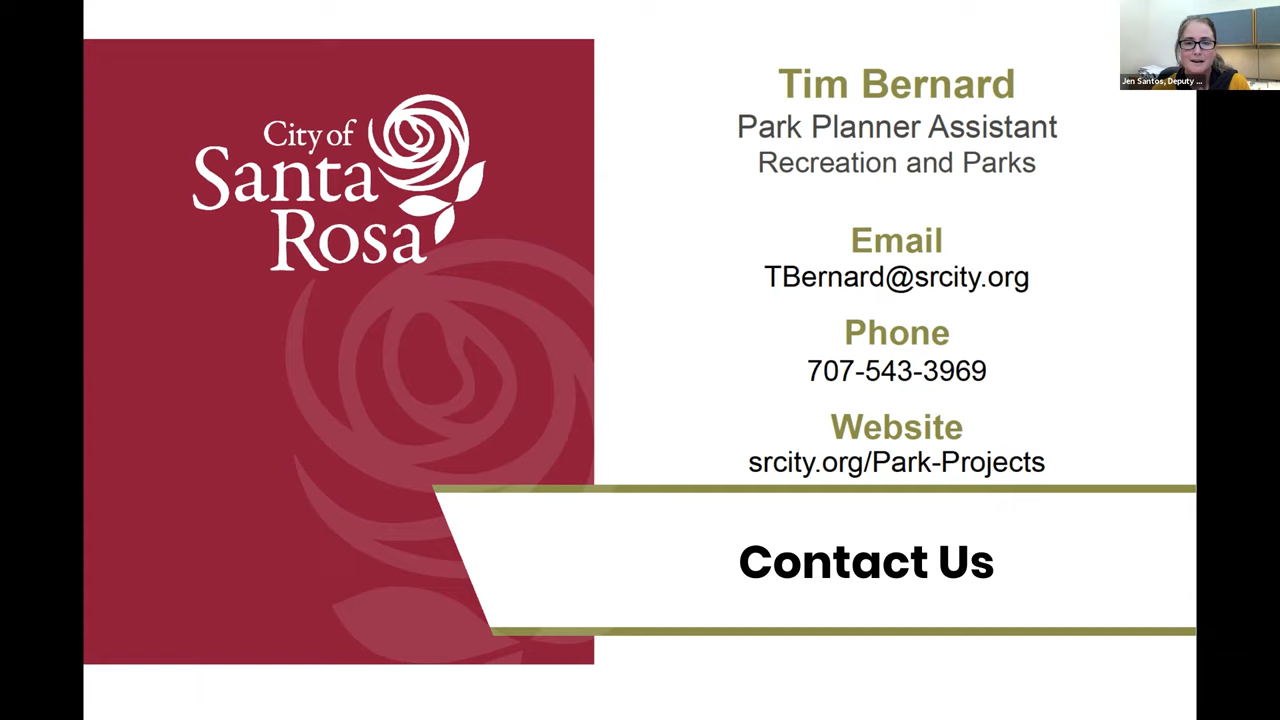 City of
Santa
Rosa
Tim Bernard
Park Planner Assistant
Recreation and Parks
Email
TBernard@srcity.org
Phone
707-543-3969
Website
srcity.org/Park-Projects
Contact Us
Jen Santos, Deputy ...